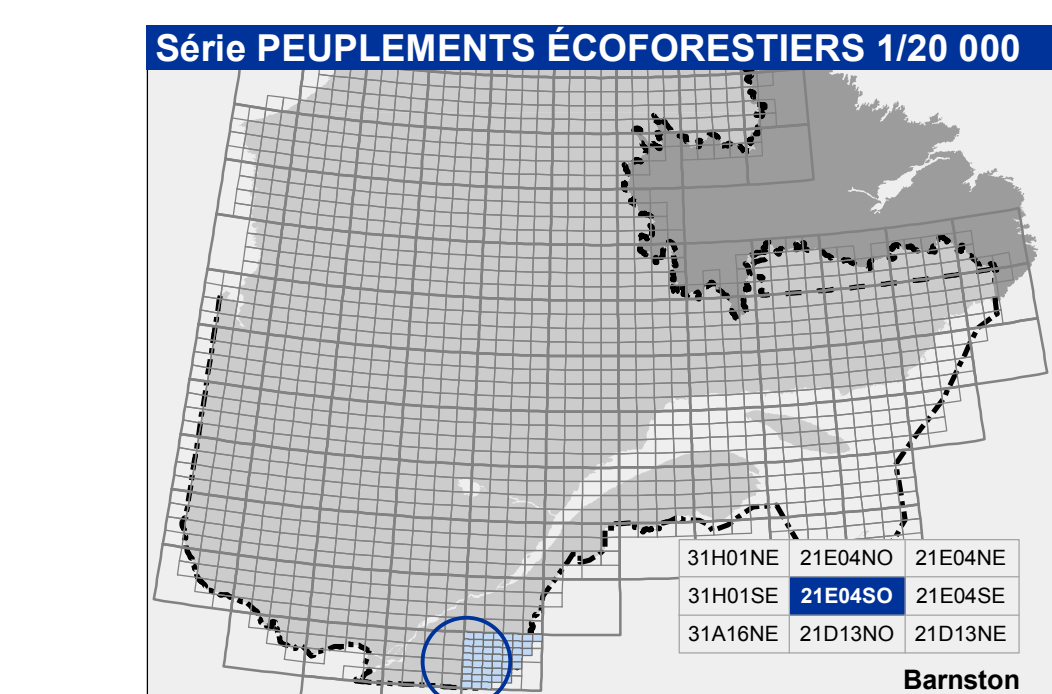 Série PEUPLEMENTS ÉCOFORESTIERS 1/20 000
31H01NE 21E04NO 21E04NE
31H01SE 21E04SO 21E04SE
31A16NE 21D13NO 21D13NE
Barnston